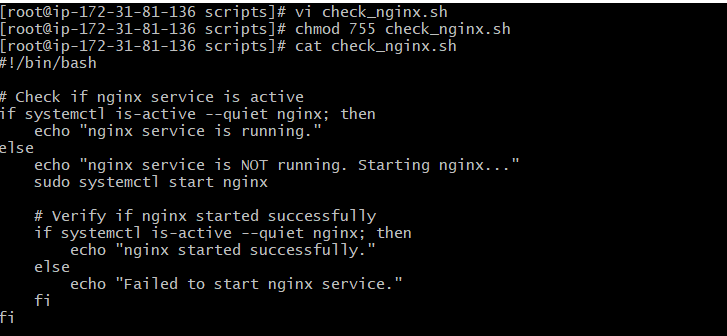 [root@ip-172-31-81-136 scripts]# vi check_nginx.sh
[root@ip-172-31-81-136 scripts]# chmod 755 check_nginx.sh
[root@ip-172-31-81-136 scripts]# cat check_nginx.sh
#!/bin/bash

# Check if nginx service is active
if systemctl is-active --quiet nginx; then
    echo "nginx service is running."
else
    echo "nginx service is NOT running. Starting nginx..."
    sudo systemctl start nginx

    # Verify if nginx started successfully
    if systemctl is-active --quiet nginx; then
        echo "nginx started successfully."
    else
        echo "Failed to start nginx service."
    fi
fi